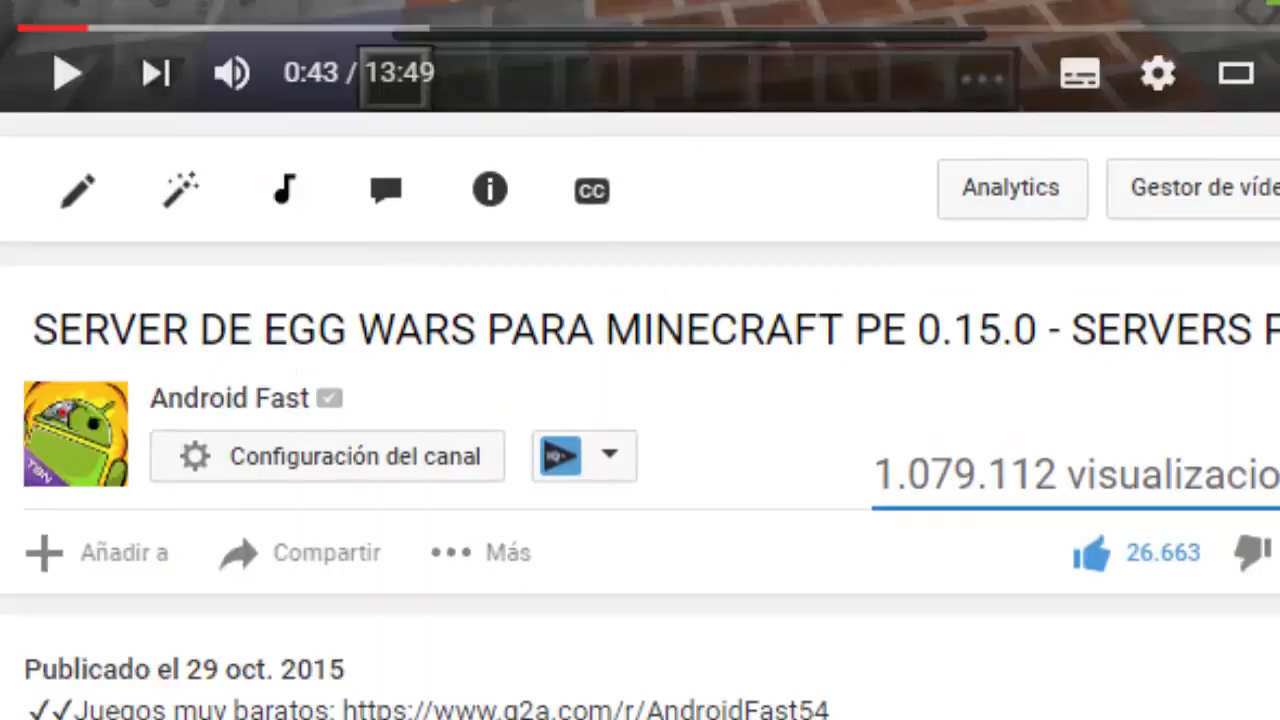 0:43 / 13:49
CC
Analytics
Gestor de víde
SERVER DE EGG WARS PARA MINECRAFT PE 0.15.0 - SERVERS P
Android Fast
TGN
Configuración del canal
1.079.112 visualizacio
Añadir a
Compartir
Más
26.663
Publicado el 29 oct. 2015
✓✓Juegos muy baratos: https://www.g2a.com/r/AndroidFast54